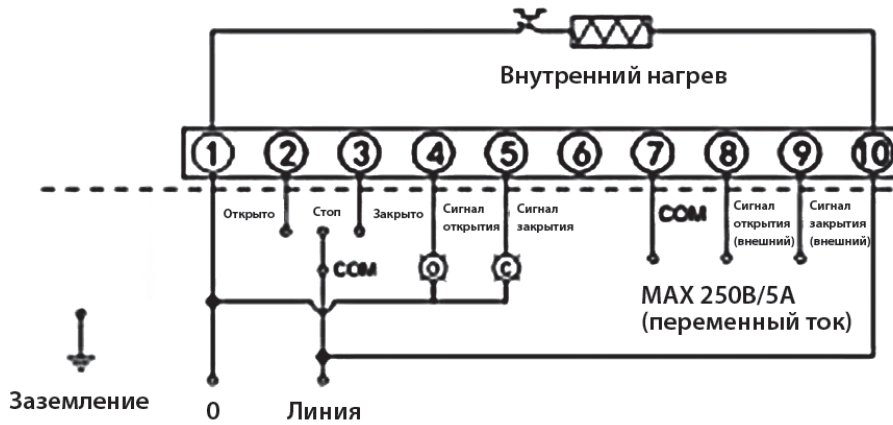 Внутренний нагрев
1 2 3 4 5 6 7 8 9 10
Открыто
Стоп
Закрыто
Сигнал
открытия
Сигнал
закрытия
COM
Сигнал
открытия
(внешний)
Сигнал
закрытия
(внешний)
COM
O
C
MAX 250В/5А
(переменный ток)
Заземление
0
Линия